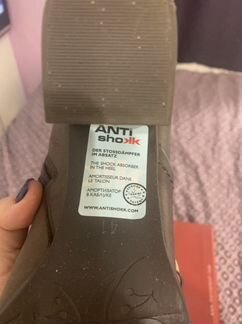 ANTI
shokk
DER STOSSDÄMPFER
IM ABSATZ
THE SHOCK ABSORBER
IN THE HEEL
AMORTISSEUR DANS
LE TALON
АМОРТИЗАТОР
В КАБЛУКЕ
WWW.ANTISHOKK.COM
41